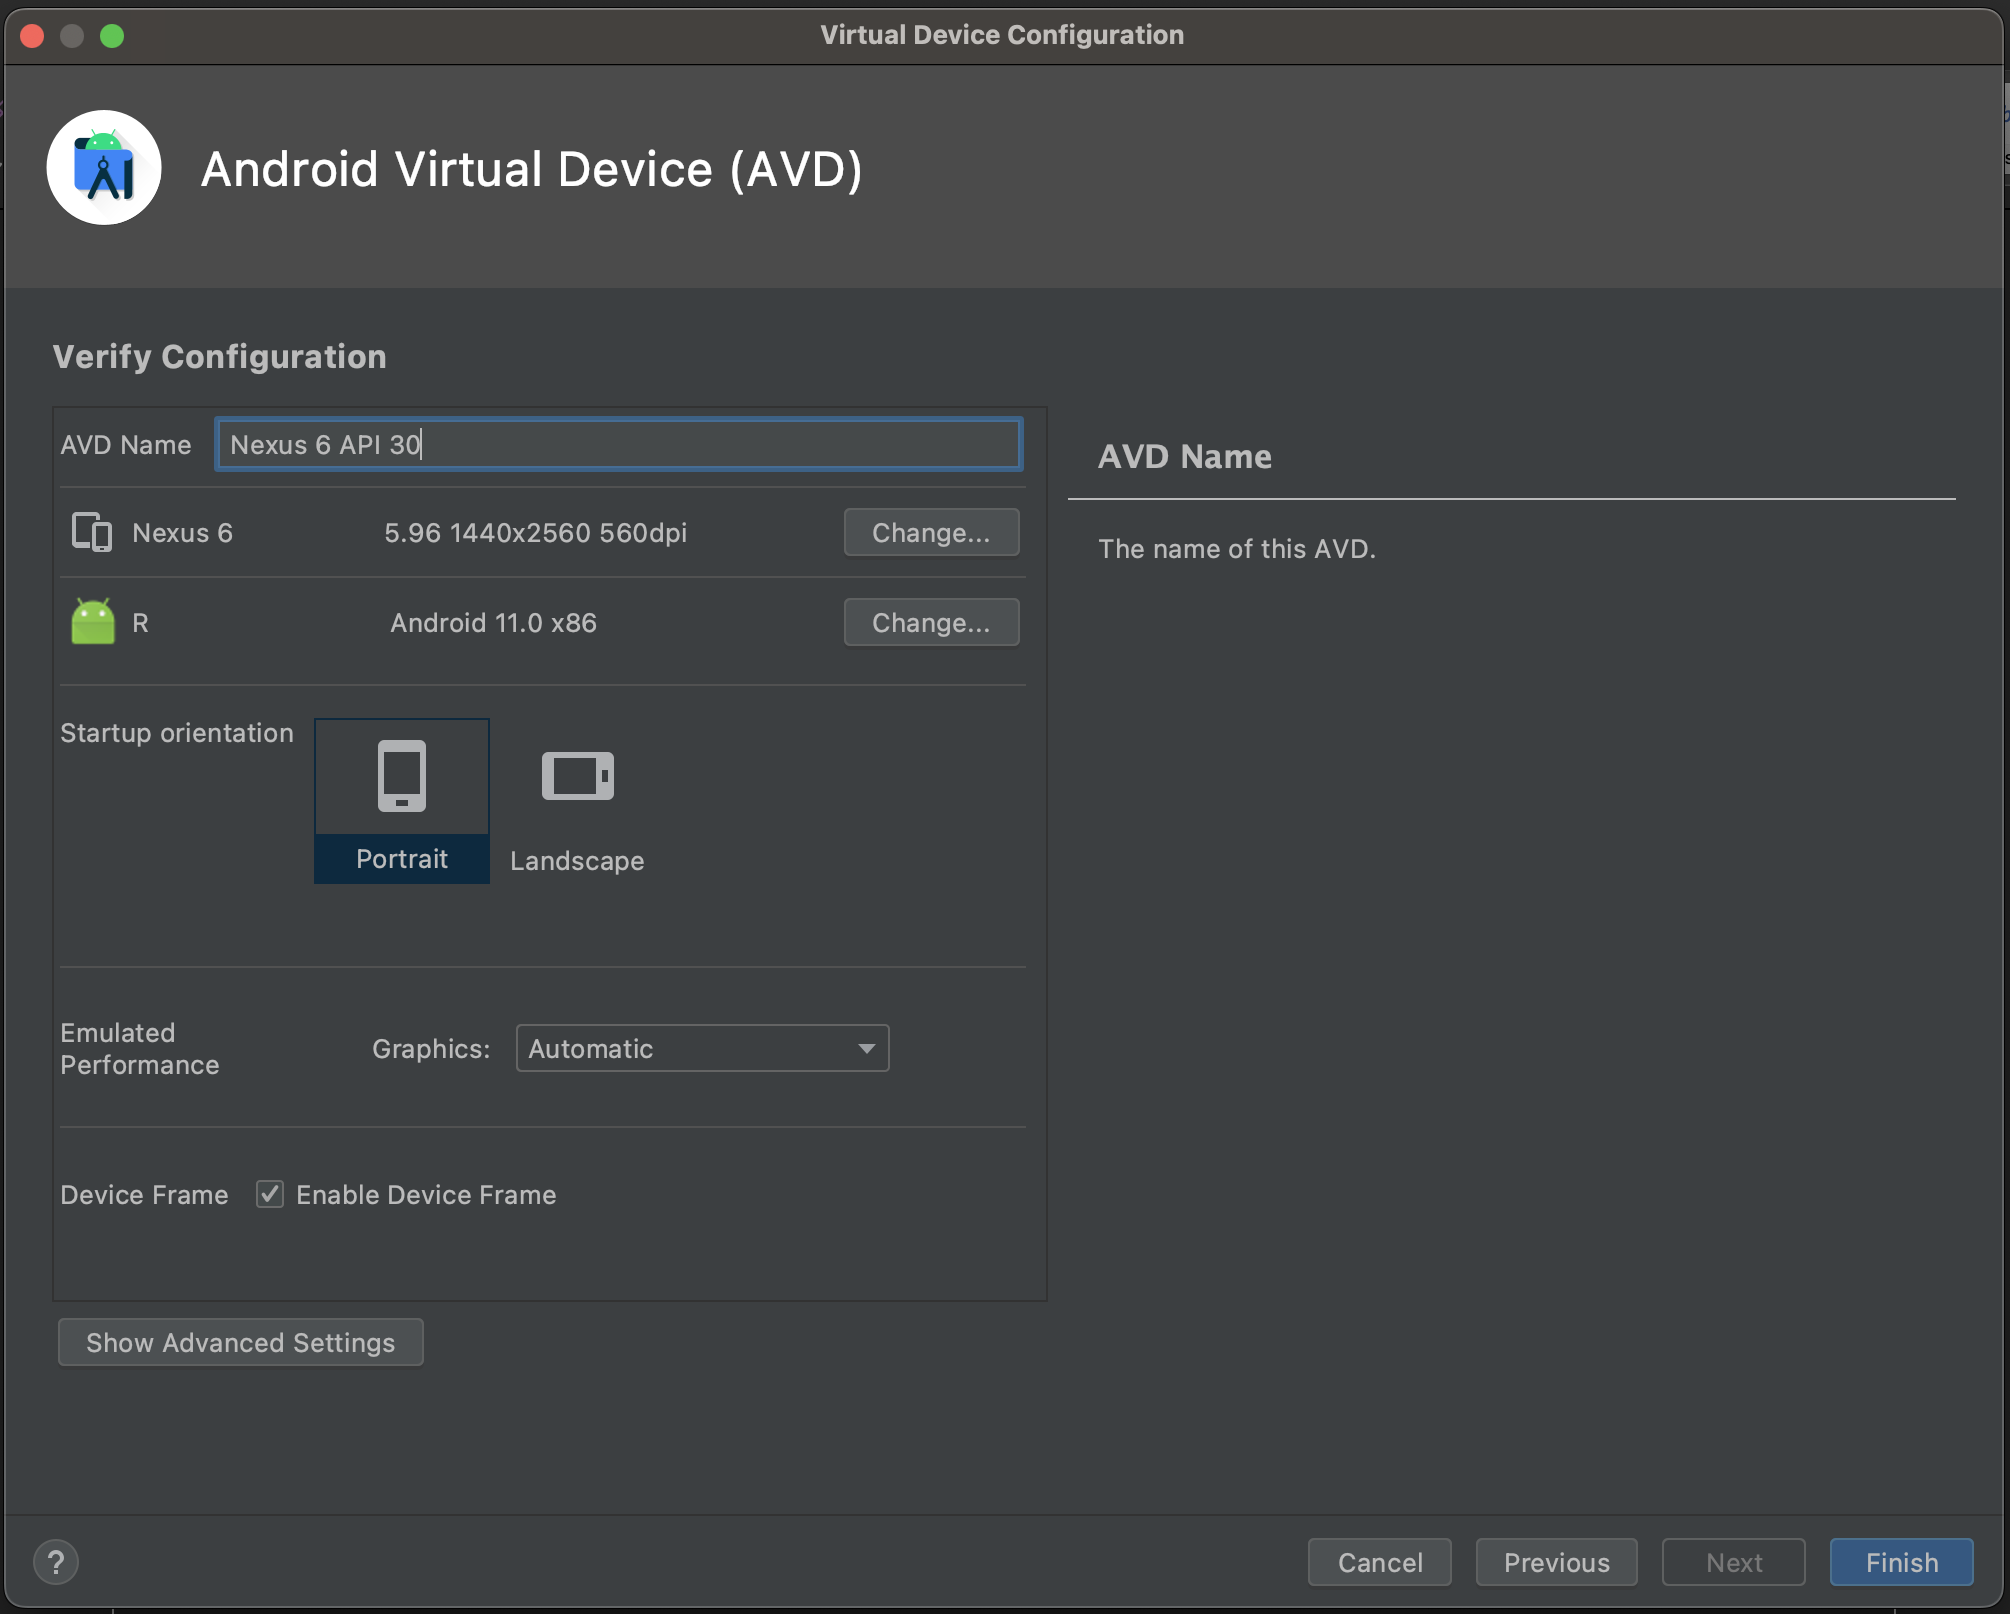 Virtual Device Configuration
Android Virtual Device (AVD)
Verify Configuration
AVD Name Nexus 6 API 30
Nexus 6 5.96 1440x2560 560dpi Change...
R Android 11.0 x86 Change...
Startup orientation
Portrait Landscape
Emulated
Performance
Graphics: Automatic
Device Frame Enable Device Frame
Show Advanced Settings
AVD Name
The name of this AVD.
? Cancel Previous Next Finish